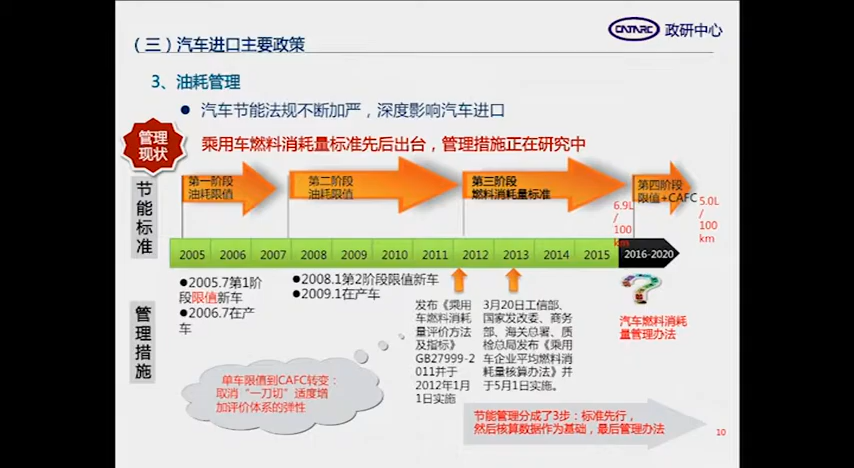 CATARC 政研中心
（三）汽车进口主要政策
3、油耗管理
● 汽车节能法规不断加严，深度影响汽车进口
管理
现状
乘用车燃料消耗量标准先后出台，管理措施正在研究中
节能标准
第一阶段
油耗限值
第二阶段
油耗限值
第三阶段
燃料消耗量标准
第四阶段
限值+CAFC
6.9L
/
100
km
5.0L
/
100
km
2005 2006 2007 2008 2009 2010 2011 2012 2013 2014 2015 2016-2020
管理措施
●2005.7第1阶
段限值新车
●2006.7在产
车
●2008.1第2阶段限值新车
●2009.1在产车
发布《乘用
车燃料消耗
量评价方法
及指标》
GB27999-2
011并于
2012年1月
1日实施
3月20日工信部、
国家发改委、商务
部、海关总署、质
检总局发布《乘用
车企业平均燃料消
耗量核算办法》并
于5月1日实施。
?
汽车燃料消耗
量管理办法
单车限值到CAFC转变：
取消“一刀切”适度增
加评价体系的弹性
节能管理分成了3步：标准先行，
然后核算数据作为基础，最后管理办法
10